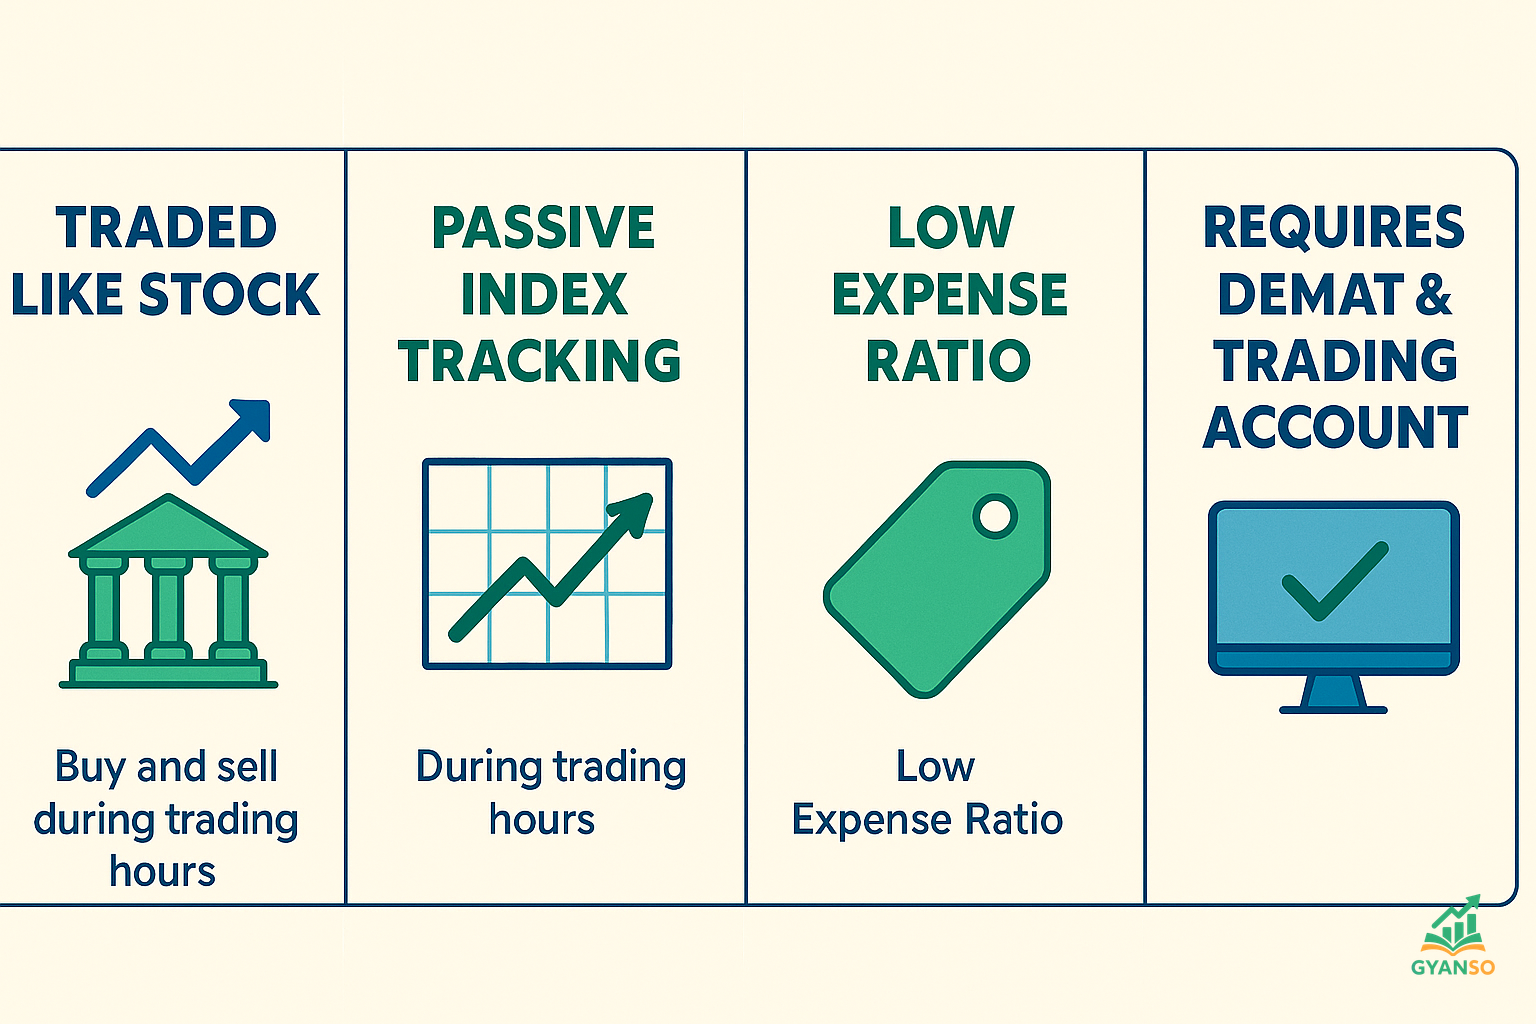 TRADED
LIKE STOCK
Buy and sell
during trading
hours
PASSIVE
INDEX
TRACKING
During trading
hours
LOW
EXPENSE
RATIO
Low
Expense Ratio
REQUIRES
DEMAT &
TRADING
ACCOUNT
GYANSO